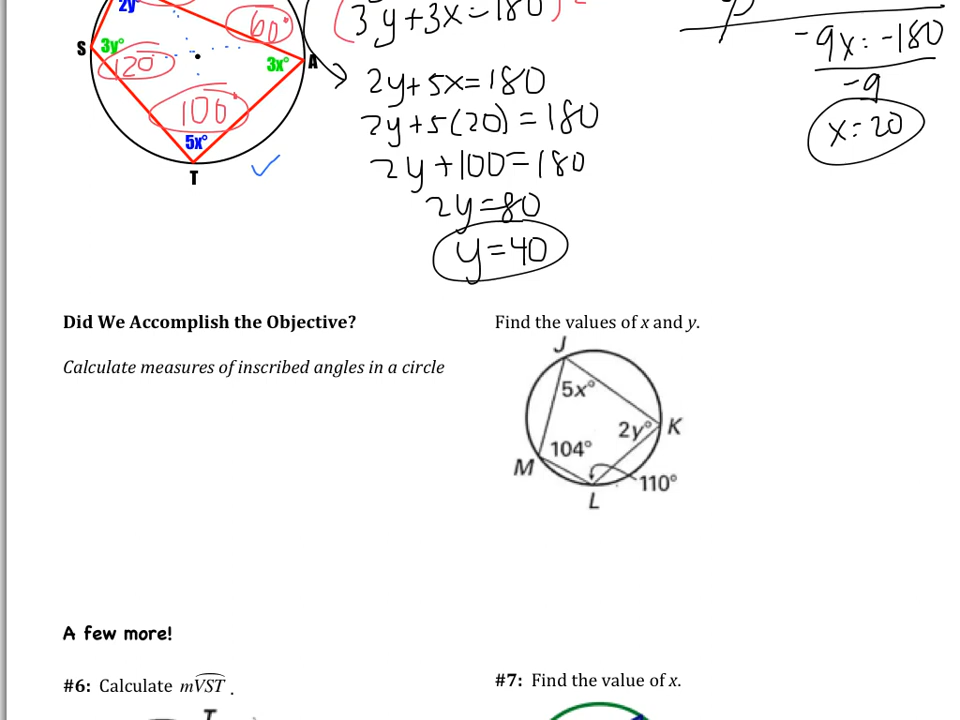 2y°
60°
3y+3x=180
S
3y°
120
3x°
A
106°
5x°
T
2y+5x=180
2y+5(20)=180
2y+100=180
2y=80
y=40
-9x=-180
-9
x=20
Did We Accomplish the Objective?
Calculate measures of inscribed angles in a circle
Find the values of x and y.
J
5x°
2y°
K
104°
M
110°
L
A few more!
#6: Calculate mVST .
#7: Find the value of x.
T